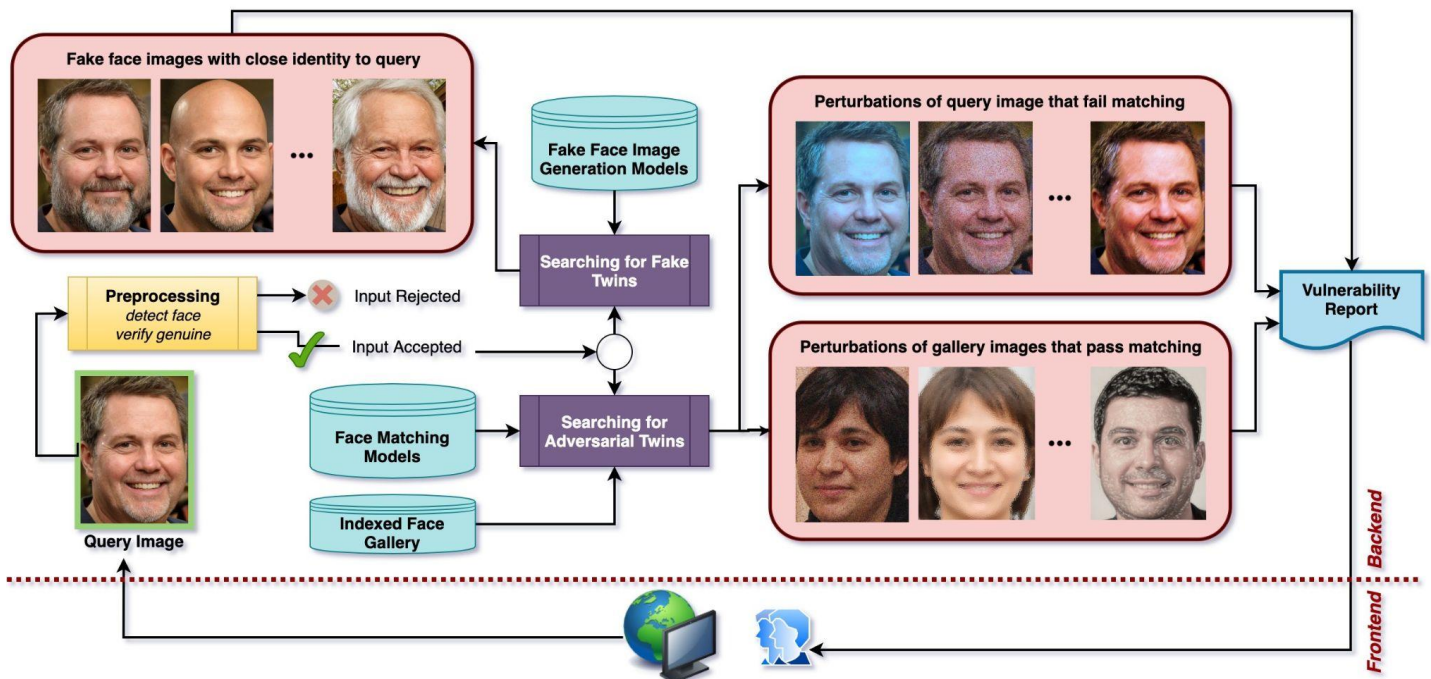 Fake face images with close identity to query
Fake Face Image
Generation Models
Perturbations of query image that fail matching
Searching for Fake
Twins
Preprocessing
detect face
verify genuine
Input Rejected
Input Accepted
Vulnerability
Report
Perturbations of gallery images that pass matching
Face Matching
Models
Searching for
Adversarial Twins
Indexed Face
Gallery
Query Image
Backend
Frontend